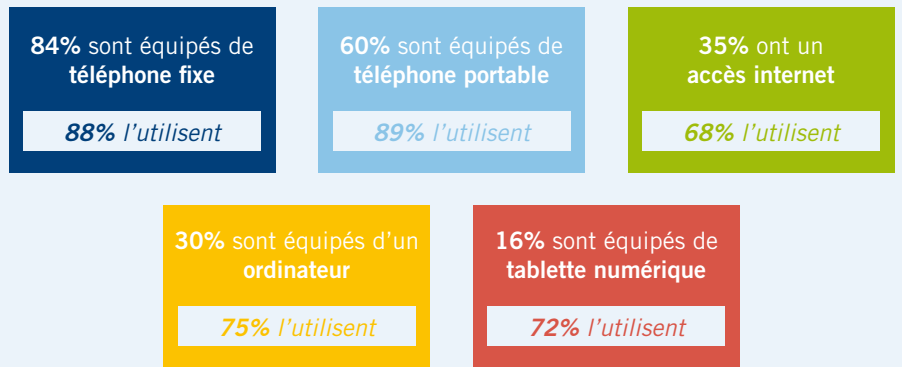 84% sont équipés de
téléphone fixe
88% l'utilisent
60% sont équipés de
téléphone portable
89% l'utilisent
35% ont un
accès internet
68% l'utilisent
30% sont équipés d'un
ordinateur
75% l'utilisent
16% sont équipés de
tablette numérique
72% l'utilisent